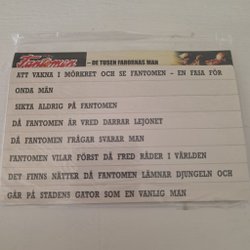 Fantomen – DE TUSEN FARORNAS MAN
ATT VAKNA I MÖRKRET OCH SE FANTOMEN – EN FASA FÖR
ONDA MÄN
SIKTA ALDRIG PÅ FANTOMEN
DÅ FANTOMEN ÄR VRED DARRAR LEJONET
DÅ FANTOMEN FRÅGAR SVARAR MAN
FANTOMEN VILAR FÖRST DÅ FRED RÅDER I VÄRLDEN
DET FINNS NÄTTER DÅ FANTOMEN LÄMNAR DJUNGELN OCH
GÅR PÅ STADENS GATOR SOM EN VANLIG MAN